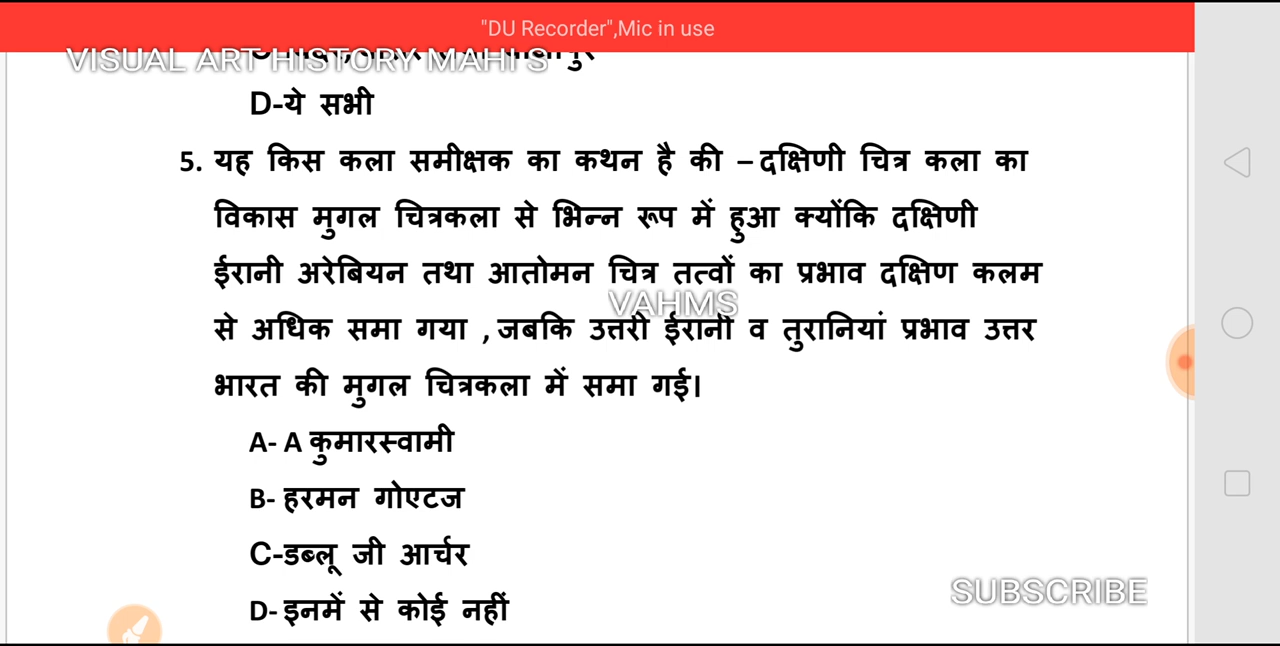 "DU Recorder",Mic in use
VISUAL ART HISTORY MAHI S
D-ये सभी
5. यह किस कला समीक्षक का कथन है की – दक्षिणी चित्र कला का
विकास मुगल चित्रकला से भिन्न रूप में हुआ क्योंकि दक्षिणी
ईरानी अरेबियन तथा आतोमन चित्र तत्वों का प्रभाव दक्षिण कलम
VAHMS
से अधिक समा गया , जबकि उत्तरी ईरानी व तुरानियां प्रभाव उत्तर
भारत की मुगल चित्रकला में समा गई।
A- A कुमारस्वामी
B- हरमन गोएटज
C-डब्लू जी आर्चर
SUBSCRIBE
D- इनमें से कोई नहीं